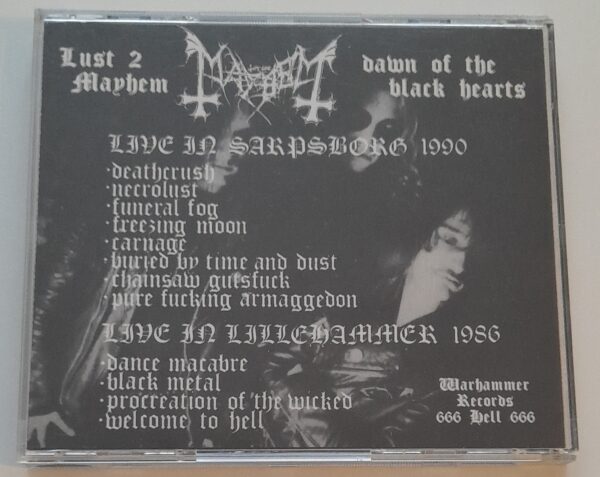 Lust 2
Mayhem
MAYHEM
dawn of the
black hearts
LIVE IN SARPSBORG 1990
·deathcrush
·necrolust
·funeral fog
·freezing moon
·carnage
·buried by time and dust
·chainsaw gutsfuck
·pure fucking armaggedon
LIVE IN LILLEHAMMER 1986
·dance macabre
·black metal
·procreation of the wicked
·welcome to hell
Warhammer
Records
666 Hell 666